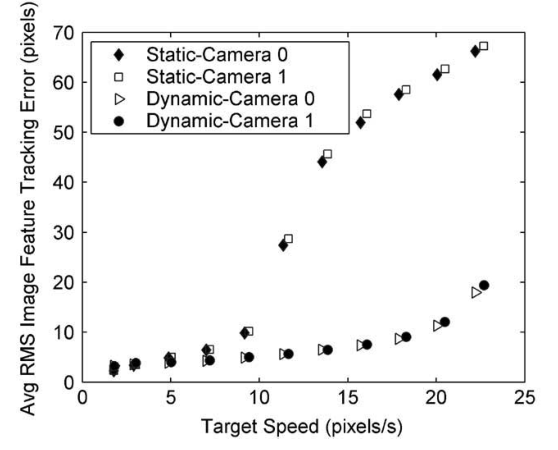 Avg RMS Image Feature Tracking Error (pixels)
70
60
50
40
30
20
10
0
Static-Camera 0
Static-Camera 1
Dynamic-Camera 0
Dynamic-Camera 1
0 5 10 15 20 25
Target Speed (pixels/s)